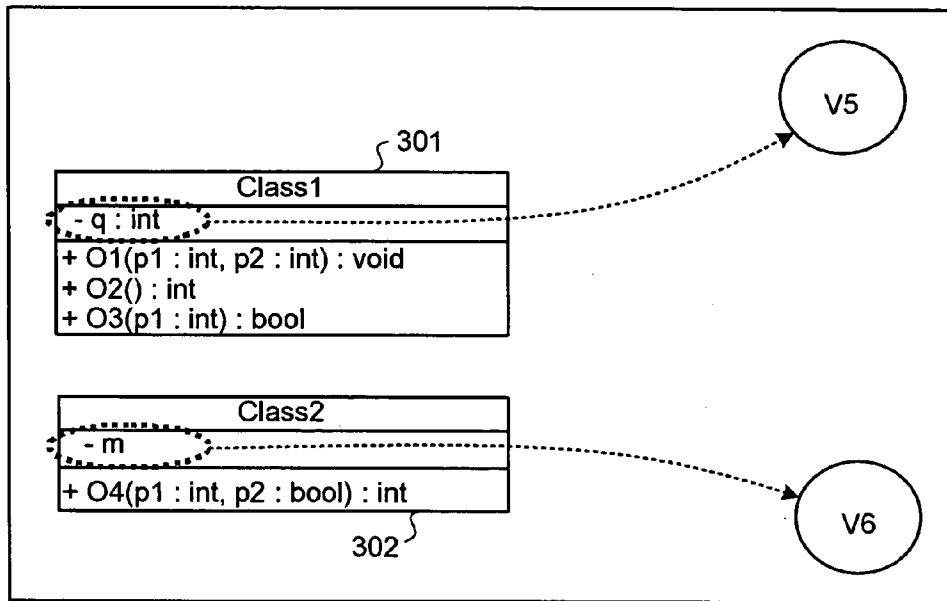 V5
301
Class1
- q : int
+ O1(p1 : int, p2 : int) : void
+ O2() : int
+ O3(p1 : int) : bool
Class2
- m
+ O4(p1 : int, p2 : bool) : int
302
V6